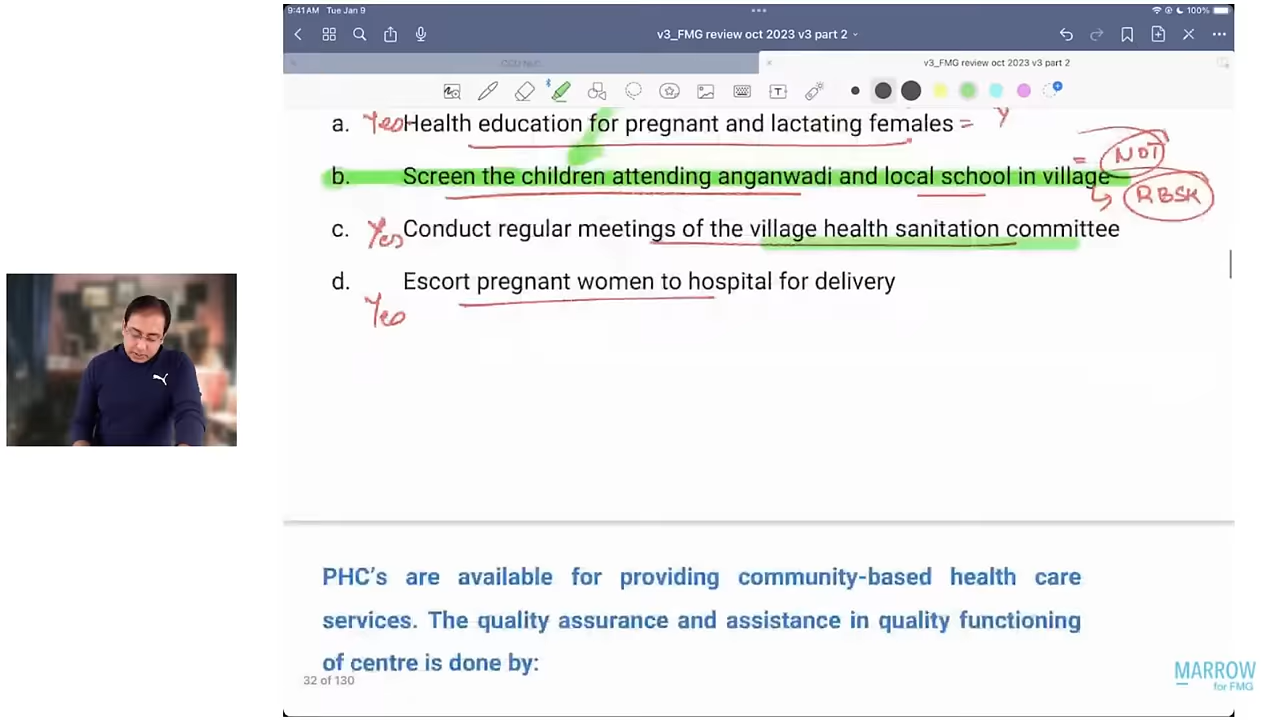 9:41 AM Tue Jan 9
100%
v3_FMG review oct 2023 v3 part 2
v3_FMG review oct 2023 v3 part 2
a. Yes Health education for pregnant and lactating females = Y
b. Screen the children attending anganwadi and local school in village = NOT
RBSK
c. Yes Conduct regular meetings of the village health sanitation committee
d. Escort pregnant women to hospital for delivery
Yes
PHC's are available for providing community-based health care
services. The quality assurance and assistance in quality functioning
of centre is done by:
32 of 130
MARROW
for FMG